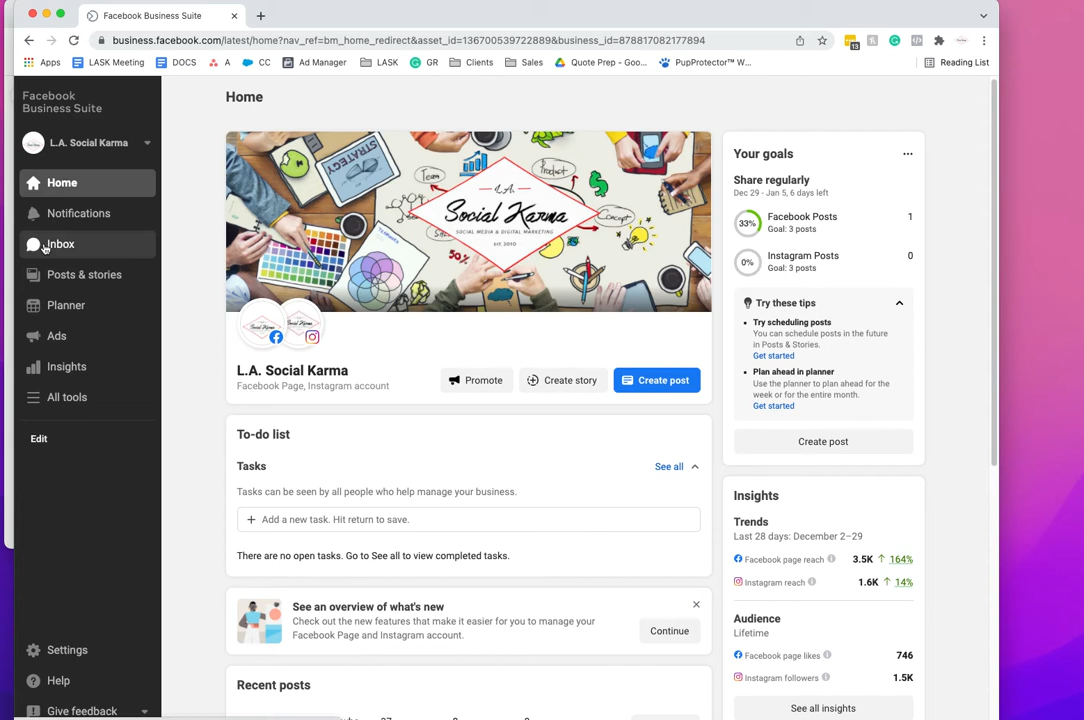 Facebook Business Suite
business.facebook.com/latest/home?nav_ref=bm_home_redirect&asset_id=136700539722889&business_id=878817082177894
13
Apps
LASK Meeting
DOCS
A
CC
Ad Manager
LASK
GR
Clients
Sales
Quote Prep - Goo...
PupProtector™ W...
Reading List
Facebook
Business Suite
L.A. Social Karma
Home
Notifications
Inbox
Posts & stories
Planner
Ads
Insights
All tools
Edit
Settings
Help
Give feedback
Home
STRATEGY
Team
Product
Concept
50%
L.A.
Social Karma
SOCIAL MEDIA & DIGITAL MARKETING
EST. 2010
L.A. Social Karma
Facebook Page, Instagram account
Promote
Create story
Create post
To-do list
Tasks
See all
Tasks can be seen by all people who help manage your business.
Add a new task. Hit return to save.
There are no open tasks. Go to See all to view completed tasks.
See an overview of what's new
Check out the new features that make it easier for you to manage your
Facebook Page and Instagram account.
Continue
Recent posts
Your goals
Share regularly
Dec 29 - Jan 5, 6 days left
33%
Facebook Posts
1
Goal: 3 posts
0%
Instagram Posts
0
Goal: 3 posts
Try these tips
Try scheduling posts
You can schedule posts in the future
in Posts & Stories.
Get started
Plan ahead in planner
Use the planner to plan ahead for the
week or for the entire month.
Get started
Create post
Insights
Trends
Last 28 days: December 2–29
Facebook page reach
3.5K
164%
Instagram reach
1.6K
14%
Audience
Lifetime
Facebook page likes
746
Instagram followers
1.5K
See all insights